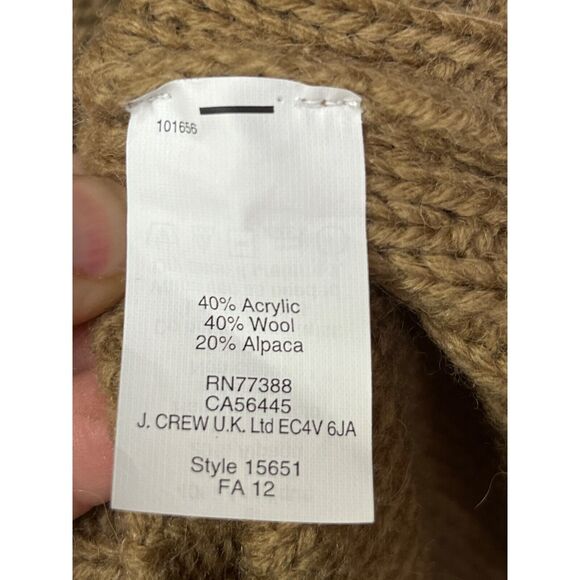 101656
40% Acrylic
40% Wool
20% Alpaca
RN77388
CA56445
J. CREW U.K. Ltd EC4V 6JA
Style 15651
FA 12